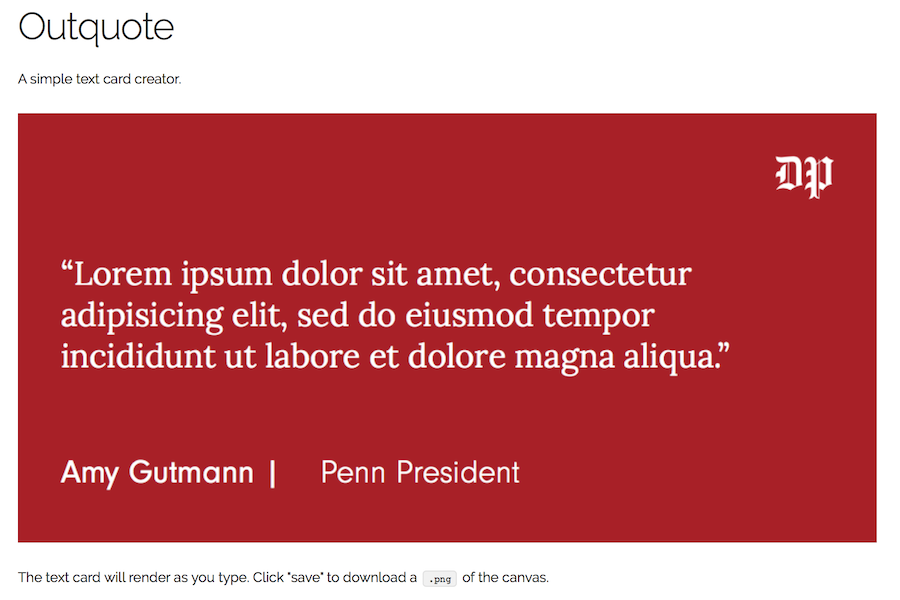 Outquote
A simple text card creator.
DP
“Lorem ipsum dolor sit amet, consectetur
adipisicing elit, sed do eiusmod tempor
incididunt ut labore et dolore magna aliqua.”
Amy Gutmann | Penn President
The text card will render as you type. Click "save" to download a .png of the canvas.